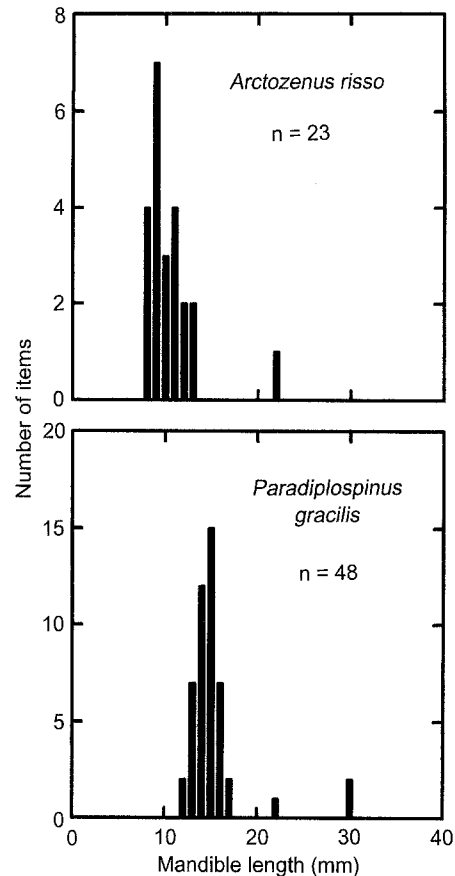 8
6
4
2
0
Arctozenus risso
n = 23
Number of items
20
15
10
5
0
Paradiplospinus
gracilis
n = 48
0
10
20
30
40
Mandible length (mm)